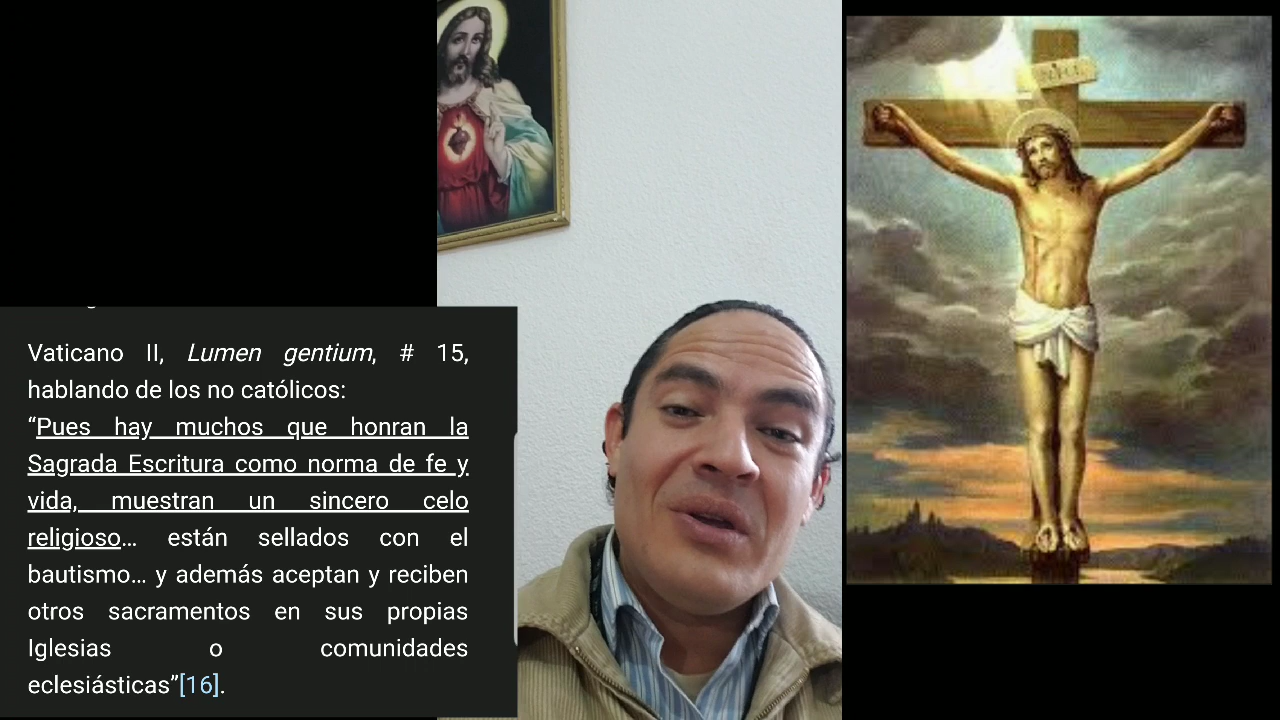 Vaticano II, Lumen gentium, # 15,
hablando de los no católicos:
“Pues hay muchos que honran la
Sagrada Escritura como norma de fe y
vida, muestran un sincero celo
religioso… están sellados con el
bautismo… y además aceptan y reciben
otros sacramentos en sus propias
Iglesias o comunidades
eclesiásticas”[16].